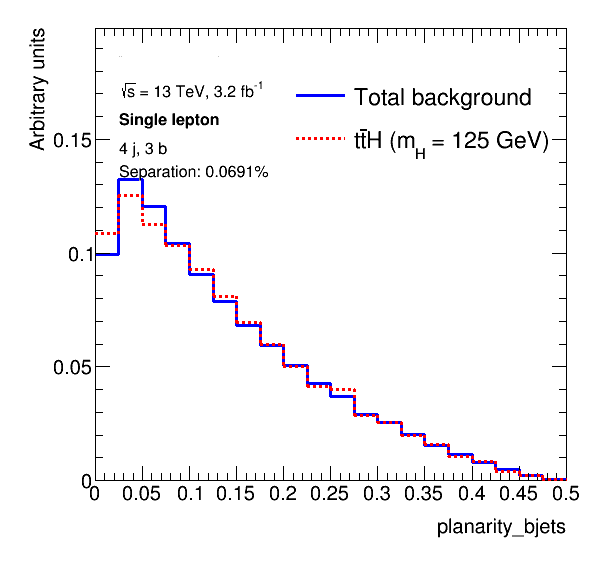 Arbitrary units
√s = 13 TeV, 3.2 fb⁻¹
Single lepton
4 j, 3 b
Separation: 0.0691%
Total background
tt̄H (m_H = 125 GeV)
0.15
0.1
0.05
0
0 0.05 0.1 0.15 0.2 0.25 0.3 0.35 0.4 0.45 0.5
planarity_bjets